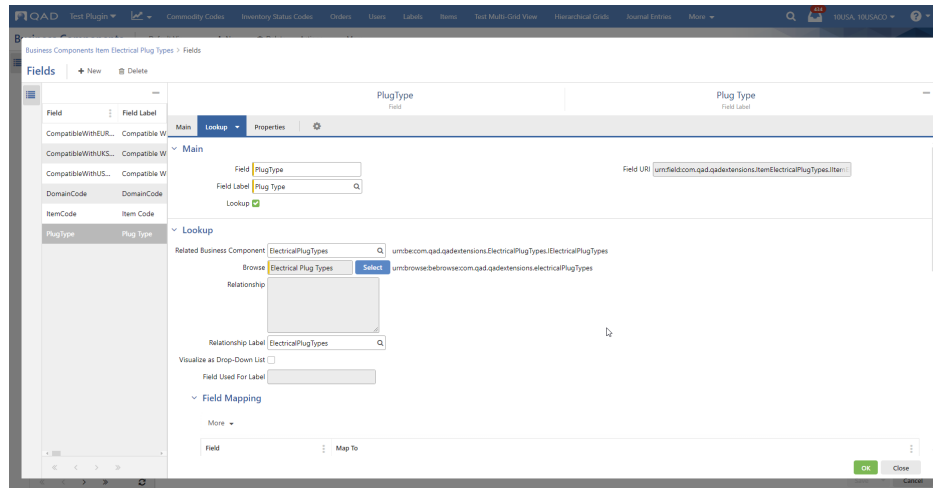 QAD Test Plugin Commodity Codes Inventory Status Codes Orders Users Labels Items Test Multi-Grid View Hierarchical Grids Journal Entries More 10USA, 10USACO
Business Components Item Electrical Plug Types > Fields
Fields + New Delete
PlugType
Field
Plug Type
Field Label
Field Field Label
CompatibleWithEUR... Compatible W
CompatibleWithUKS... Compatible W
CompatibleWithUS... Compatible W
DomainCode DomainCode
ItemCode Item Code
PlugType Plug Type
Main Lookup Properties
Main
Field PlugType Field URI urn:field:com.qad.qadextensions.ItemElectricalPlugTypes.IItem
Field Label Plug Type
Lookup
Lookup
Related Business Component ElectricalPlugTypes urn:be:com.qad.qadextensions.ElectricalPlugTypes.IElectricalPlugTypes
Browse Electrical Plug Types Select urn:browse:bebrowse:com.qad.qadextensions.electricalPlugTypes
Relationship
Relationship Label ElectricalPlugTypes
Visualize as Drop-Down List
Field Used For Label
Field Mapping
More
Field Map To
OK Close
Cancel